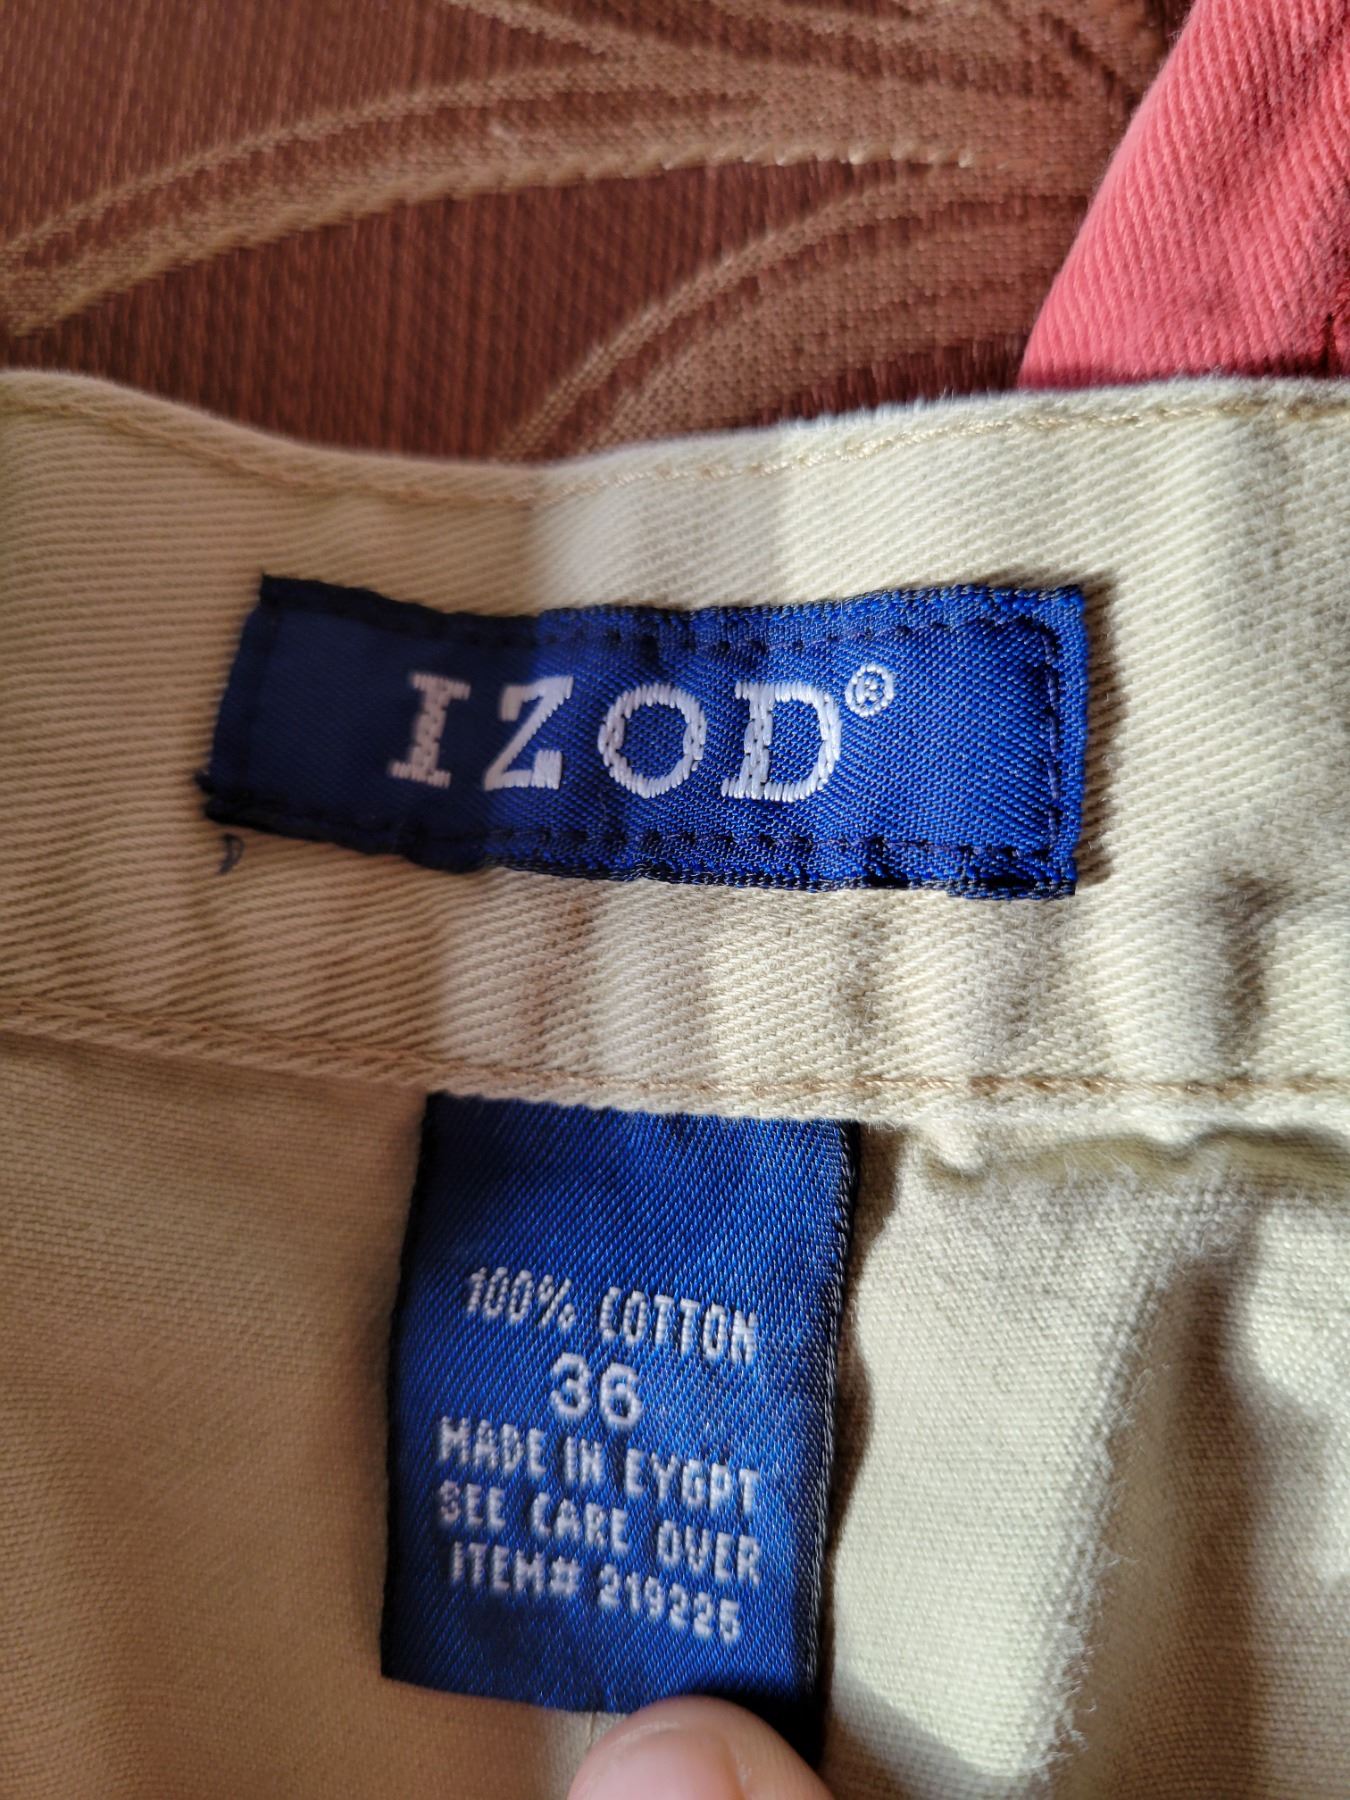 IZOD®
100% COTTON
36
MADE IN EYGPT
SEE CARE OVER
ITEM# 219225